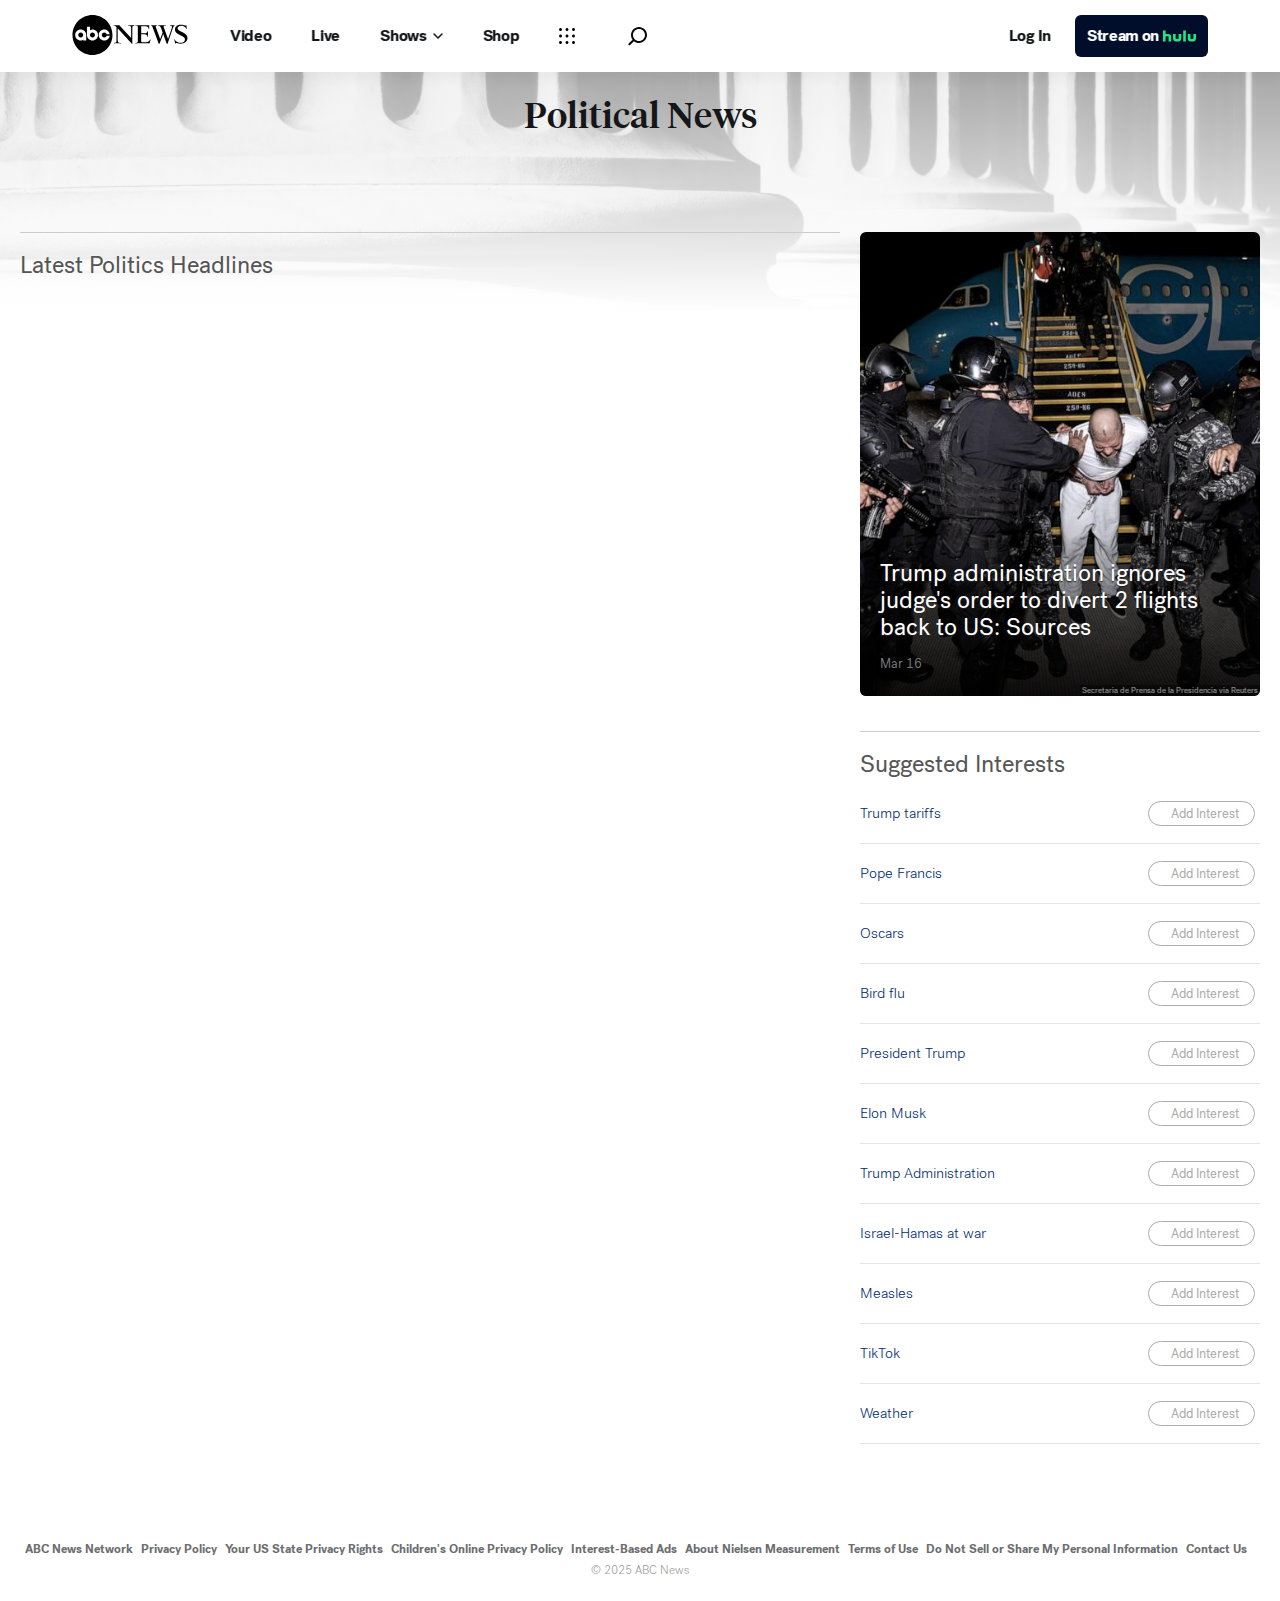 abc NEWS
Video
Live
Shows
Shop
Log In
Stream on hulu
Political News
Latest Politics Headlines
Trump administration ignores
judge's order to divert 2 flights
back to US: Sources
Mar 16
Secretaria de Prensa de la Presidencia via Reuters
Suggested Interests
Trump tariffs
Add Interest
Pope Francis
Add Interest
Oscars
Add Interest
Bird flu
Add Interest
President Trump
Add Interest
Elon Musk
Add Interest
Trump Administration
Add Interest
Israel-Hamas at war
Add Interest
Measles
Add Interest
TikTok
Add Interest
Weather
Add Interest
ABC News Network Privacy Policy Your US State Privacy Rights Children's Online Privacy Policy Interest-Based Ads About Nielsen Measurement Terms of Use Do Not Sell or Share My Personal Information Contact Us
© 2025 ABC News